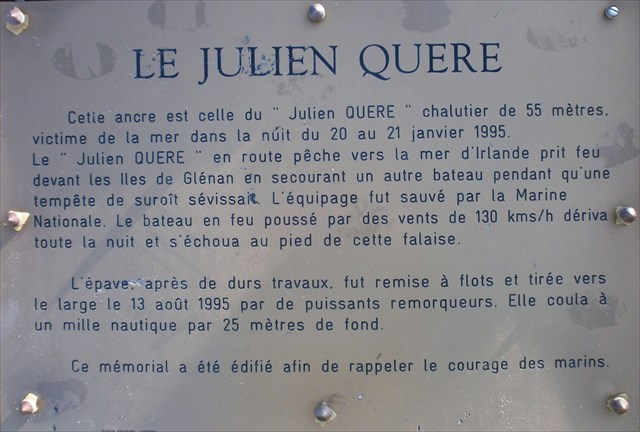 LE JULIEN QUERE
Cette ancre est celle du " Julien QUERE " chalutier de 55 mètres,
victime de la mer dans la nuit du 20 au 21 janvier 1995.
Le " Julien QUERE " en route pêche vers la mer d'Irlande prit feu
devant les Iles de Glénan en secourant un autre bateau pendant qu'une
tempête de suroît sévissait. L'équipage fut sauvé par la Marine
Nationale. Le bateau en feu poussé par des vents de 130 kms/h dériva
toute la nuit et s'échoua au pied de cette falaise.
L'épave, après de durs travaux, fut remise à flots et tirée vers
le large le 13 août 1995 par de puissants remorqueurs. Elle coula à
un mille nautique par 25 mètres de fond.
Ce mémorial a été édifié afin de rappeler le courage des marins.